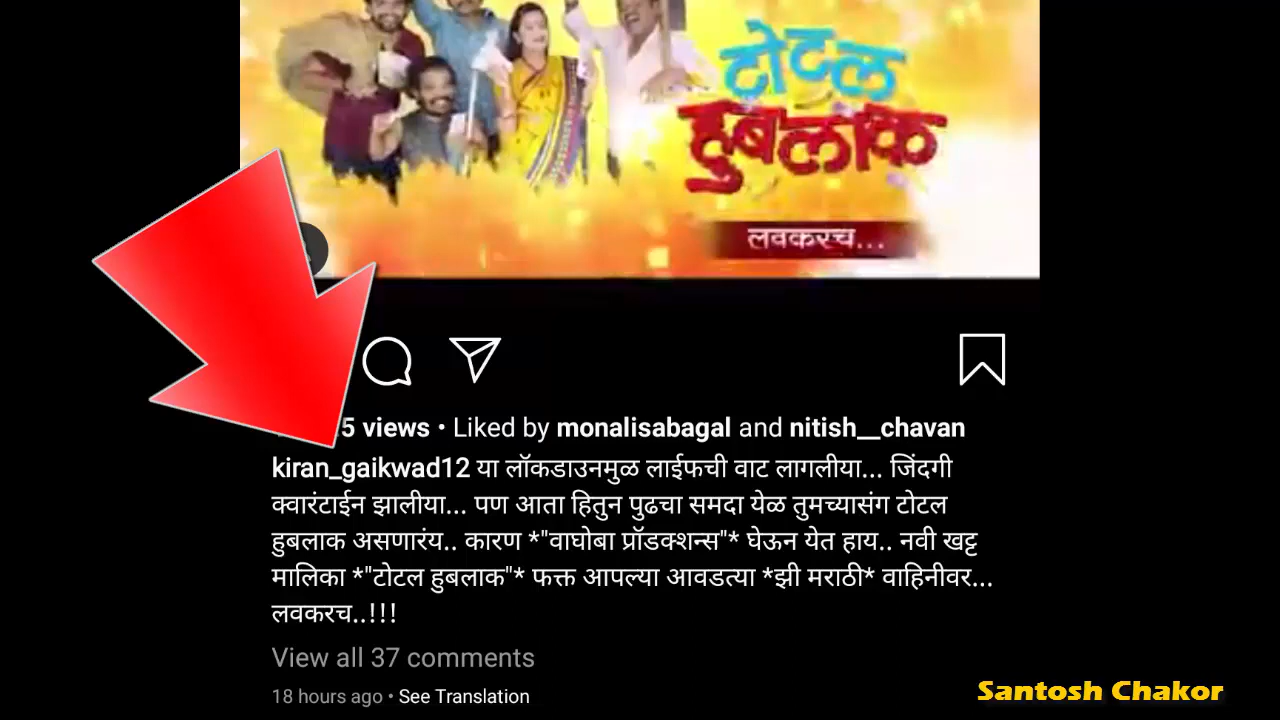 टोटल
हुबलाक
लवकरच...
5 views • Liked by monalisabagal and nitish__chavan
kiran_gaikwad12 या लॉकडाउनमुळ लाईफची वाट लागलीया... जिंदगी
क्वारंटाईन झालीया... पण आता हितुन पुढचा समदा येळ तुमच्यासंग टोटल
हुबलाक असणारंय.. कारण *"वाघोबा प्रॉडक्शन्स"* घेऊन येत हाय.. नवी खट्ट
मालिका *"टोटल हुबलाक"* फक्त आपल्या आवडत्या *झी मराठी* वाहिनीवर...
लवकरच..!!!
View all 37 comments
18 hours ago • See Translation
Santosh Chakor